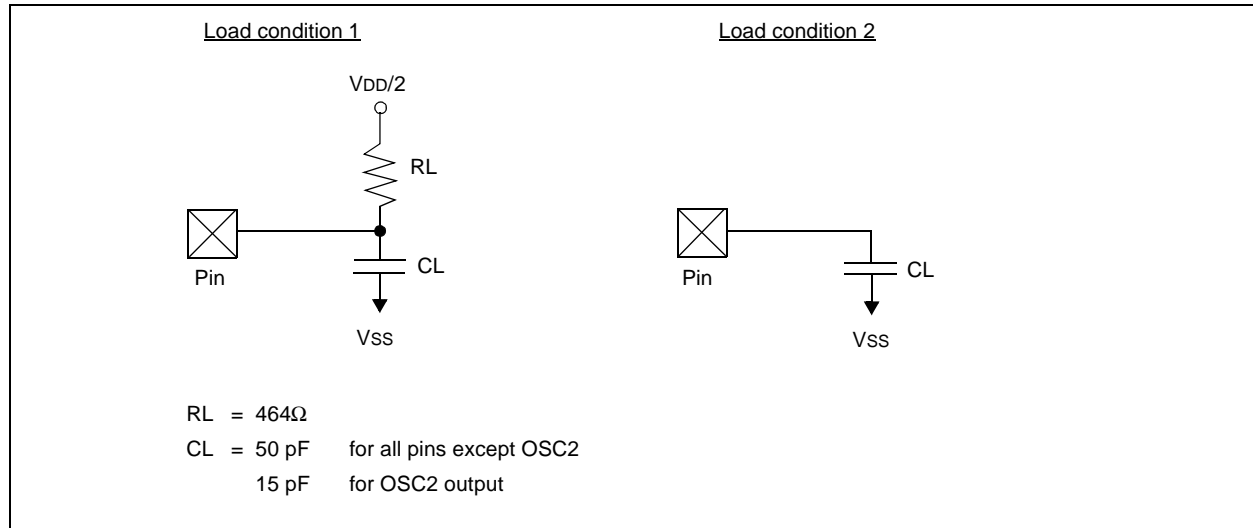 Load condition 1
Load condition 2
VDD/2
RL
Pin
CL
VSS
Pin
CL
VSS
RL = 464Ω
CL = 50 pF for all pins except OSC2
15 pF for OSC2 output